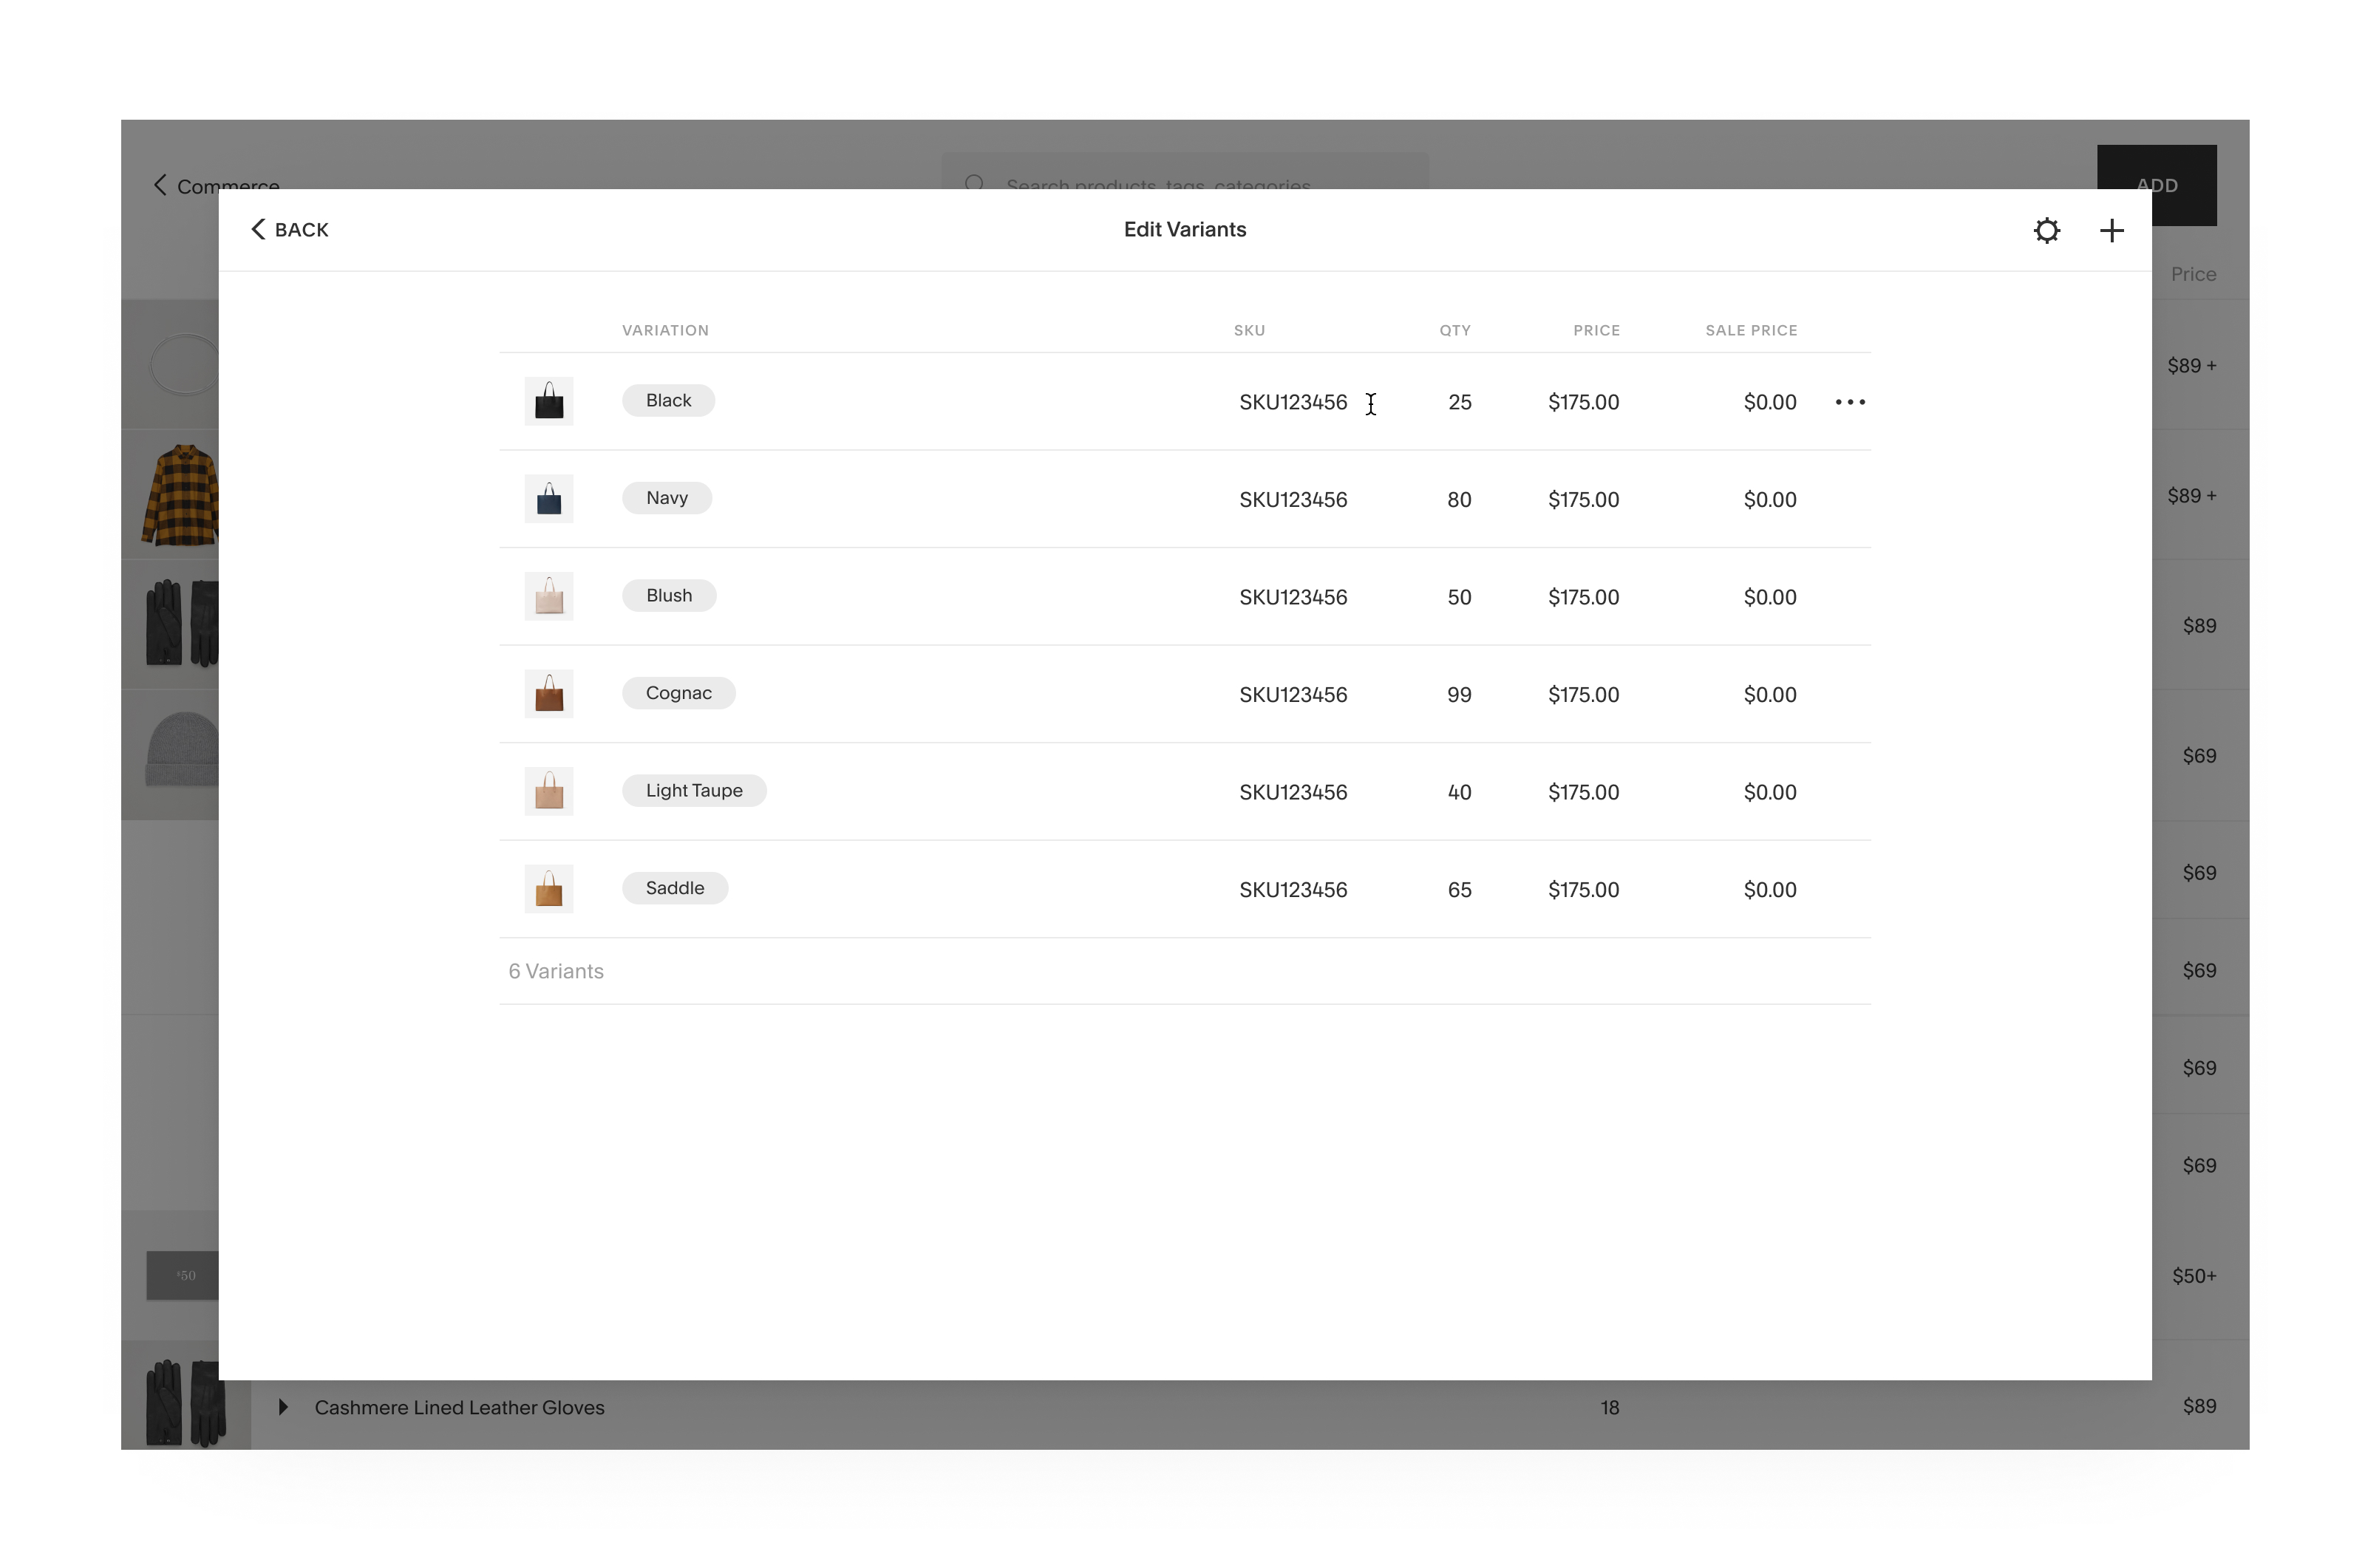 Commerce
Search products, tags, categories
ADD
BACK
Edit Variants
Price
VARIATION SKU QTY PRICE SALE PRICE
Black SKU123456 25 $175.00 $0.00
$89 +
Navy SKU123456 80 $175.00 $0.00
$89 +
Blush SKU123456 50 $175.00 $0.00
$89
Cognac SKU123456 99 $175.00 $0.00
$69
Light Taupe SKU123456 40 $175.00 $0.00
$69
Saddle SKU123456 65 $175.00 $0.00
6 Variants
$69
$69
$69
$50
$50+
Cashmere Lined Leather Gloves 18 $89